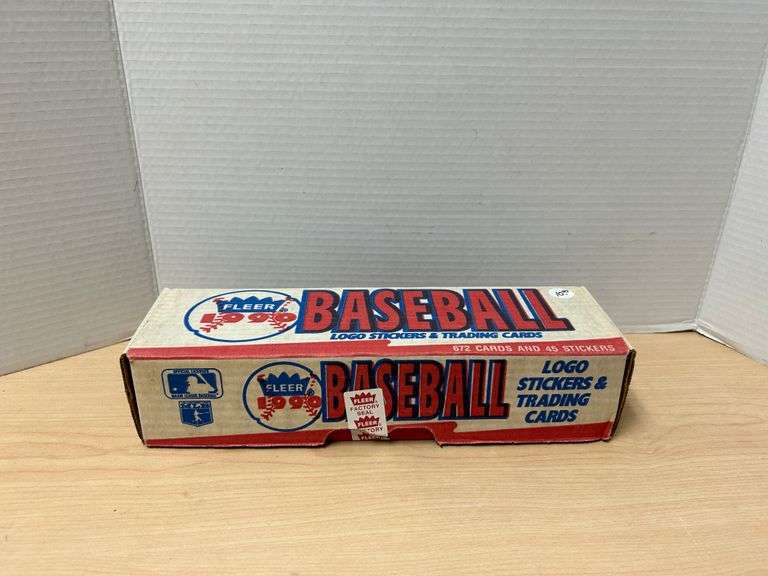 FLEER
1990
BASEBALL
LOGO STICKERS & TRADING CARDS
672 CARDS AND 45 STICKERS
FLEER
1990
BASEBALL
LOGO
STICKERS &
TRADING
CARDS
FLEER
FACTORY
SEAL
FLEER
FACTORY
FLEER